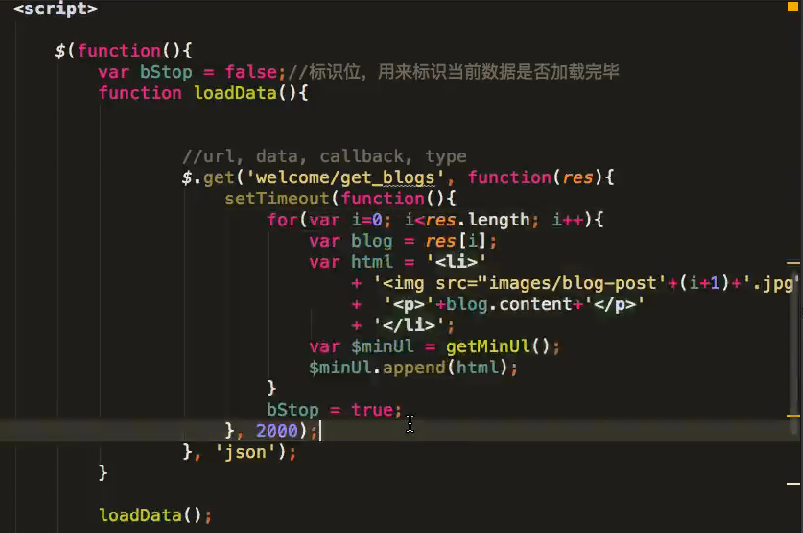 <script>
$(function(){
var bStop = false;//标识位，用来标识当前数据是否加载完毕
function loadData(){
//url, data, callback, type
$.get('welcome/get_blogs', function(res){
setTimeout(function(){
for(var i=0; i<res.length; i++){
var blog = res[i];
var html = '<li>'
+ '<img src="images/blog-post'+(i+1)+'.jpg"
+ '<p>'+blog.content+'</p>'
+ '</li>';
var $minUl = getMinUl();
$minUl.append(html);
}
bStop = true;
}, 2000);
}, 'json');
}
loadData();